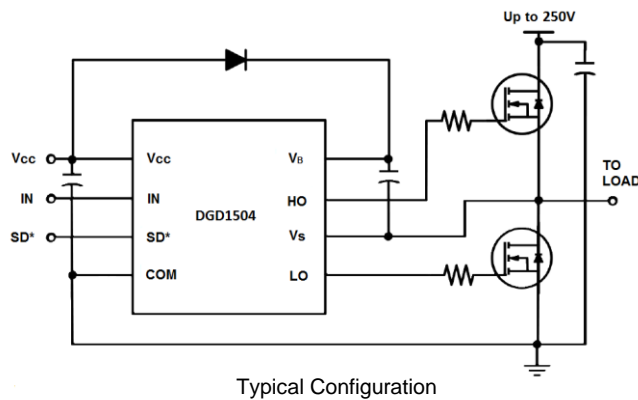 Up to 250V
Vcc
IN
SD*
Vcc
IN
SD*
COM
DGD1504
VB
HO
Vs
LO
TO
LOAD
Typical Configuration